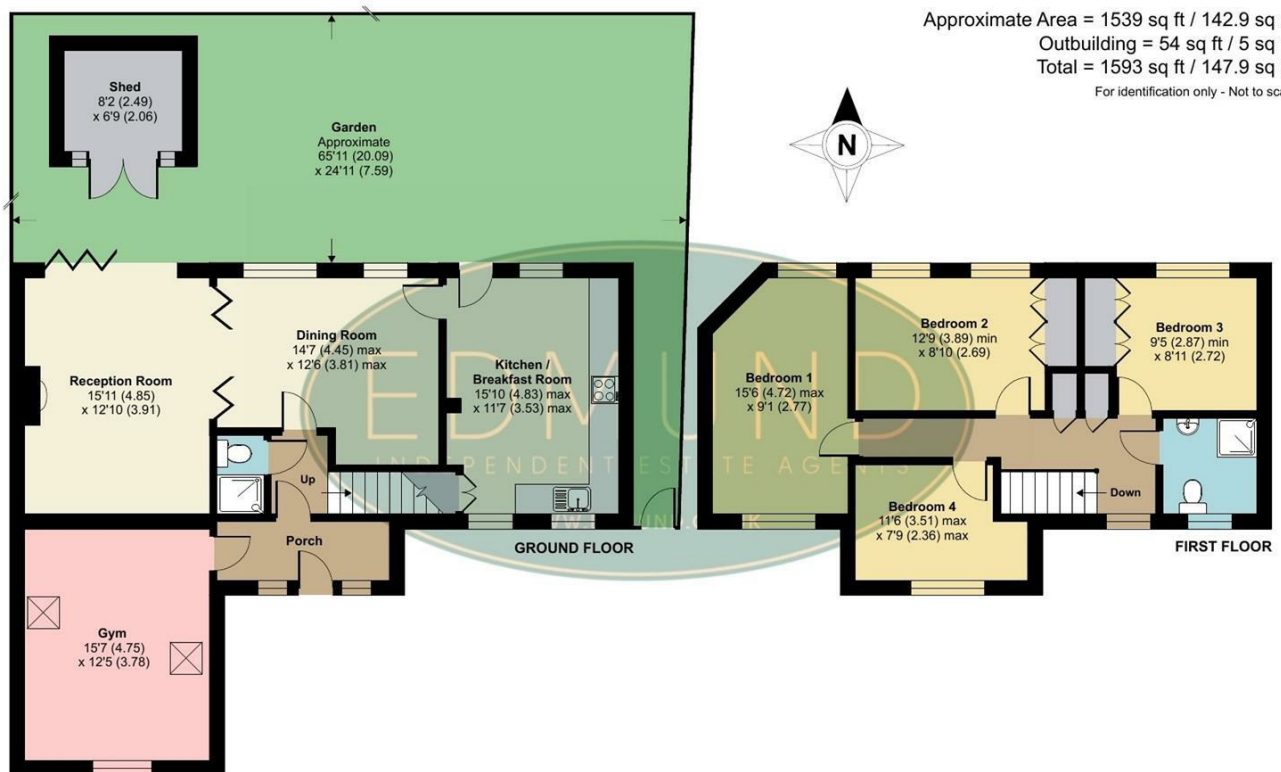 Approximate Area = 1539 sq ft / 142.9 sq
Outbuilding = 54 sq ft / 5 sq
Total = 1593 sq ft / 147.9 sq
For identification only - Not to
N
Shed
8'2 (2.49)
x 6'9 (2.06)
Garden
Approximate
65'11 (20.09)
x 24'11 (7.59)
Reception Room
15'11 (4.85)
x 12'10 (3.91)
Dining Room
14'7 (4.45) max
x 12'6 (3.81) max
Kitchen /
Breakfast Room
15'10 (4.83) max
x 11'7 (3.53) max
Up
Porch
Gym
15'7 (4.75)
x 12'5 (3.78)
GROUND FLOOR
Bedroom 1
15'6 (4.72) max
x 9'1 (2.77)
Bedroom 2
12'9 (3.89) min
x 8'10 (2.69)
Bedroom 3
9'5 (2.87) min
x 8'11 (2.72)
Bedroom 4
11'6 (3.51) max
x 7'9 (2.36) max
Down
FIRST FLOOR
EDMUND
INDEPENDENT ESTATE AGENTS